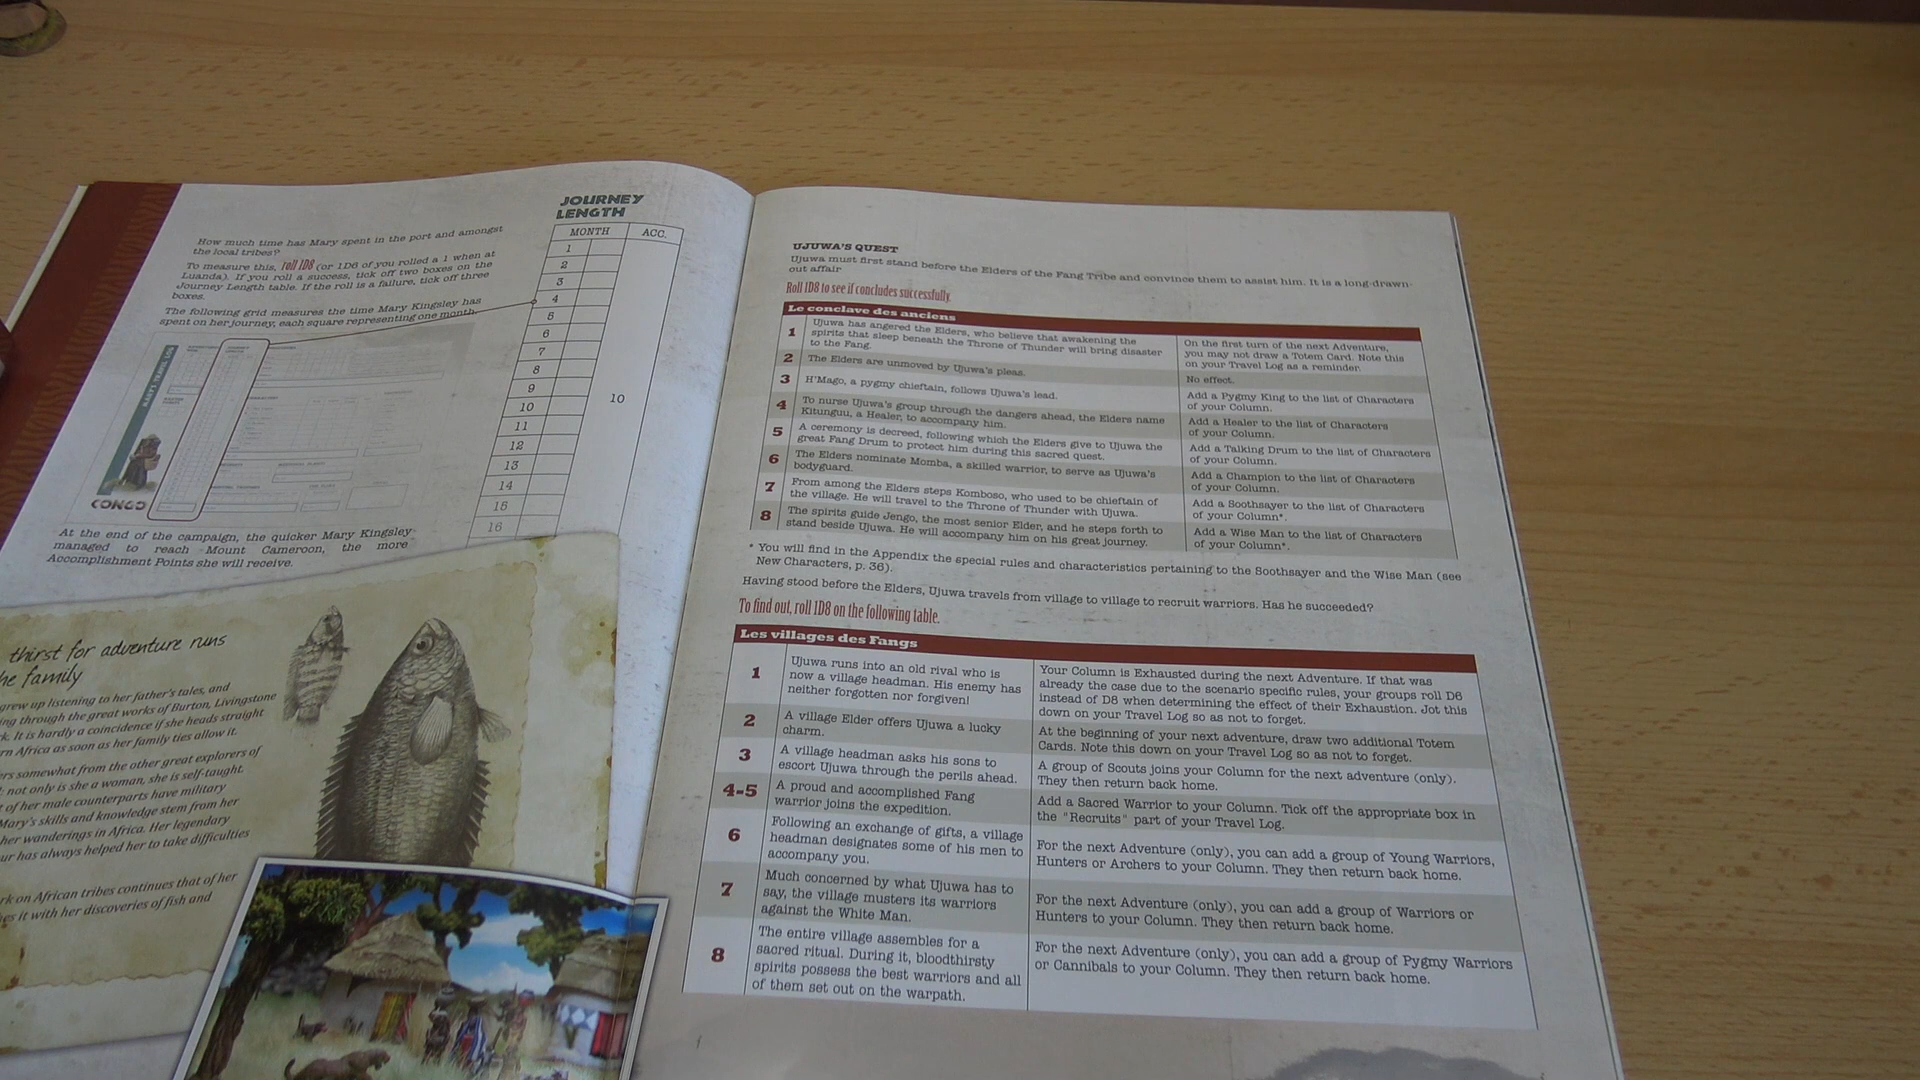 How much time has Mary spent in the port and amongst
the local tribes?
To measure this, roll 1D8 (or 1D6 of you rolled a 1 when at
Luanda). If you roll a success, tick off two boxes on the
Journey Length table. If the roll is a failure, tick off three
boxes.
The following grid measures the time Mary Kingsley has
spent on her journey, each square representing one month.
CONGO
At the end of the campaign, the quicker Mary Kingsley
managed to reach Mount Cameroon, the more
Accomplishment Points she will receive.
JOURNEY
LENGTH
MONTH ACC.
1
2
3
4
5
6
7
8
9
10 10
11
12
13
14
15
16
thirst for adventure runs
he family
grew up listening to her father's tales, and
ing through the great works of Burton, Livingstone
k. It is hardly a coincidence if she heads straight
rn Africa as soon as her family ties allow it.
ers somewhat from the other great explorers of
: not only is she a woman, she is self-taught.
t of her male counterparts have military
Mary's skills and knowledge stem from her
her wanderings in Africa. Her legendary
ur has always helped her to take difficulties
rk on African tribes continues that of her
es it with her discoveries of fish and
UJUWA'S QUEST
Ujuwa must first stand before the Elders of the Fang Tribe and convince them to assist him. It is a long-drawn-
out affair
Roll 1D8 to see if concludes successfully.
Le conclave des anciens
1 Ujuwa has angered the Elders, who believe that awakening the
spirits that sleep beneath the Throne of Thunder will bring disaster
to the Fang.
On the first turn of the next Adventure,
you may not draw a Totem Card. Note this
on your Travel Log as a reminder.
2 The Elders are unmoved by Ujuwa's pleas.
No effect.
3 H'Mago, a pygmy chieftain, follows Ujuwa's lead.
Add a Pygmy King to the list of Characters
of your Column.
4 To nurse Ujuwa's group through the dangers ahead, the Elders name
Kitunguu, a Healer, to accompany him.
Add a Healer to the list of Characters
of your Column.
5 A ceremony is decreed, following which the Elders give to Ujuwa the
great Fang Drum to protect him during this sacred quest.
Add a Talking Drum to the list of Characters
of your Column.
6 The Elders nominate Momba, a skilled warrior, to serve as Ujuwa's
bodyguard.
Add a Champion to the list of Characters
of your Column.
7 From among the Elders steps Komboso, who used to be chieftain of
the village. He will travel to the Throne of Thunder with Ujuwa.
Add a Soothsayer to the list of Characters
of your Column*.
8 The spirits guide Jengo, the most senior Elder, and he steps forth to
stand beside Ujuwa. He will accompany him on his great journey.
Add a Wise Man to the list of Characters
of your Column*.
* You will find in the Appendix the special rules and characteristics pertaining to the Soothsayer and the Wise Man (see
New Characters, p. 36).
Having stood before the Elders, Ujuwa travels from village to village to recruit warriors. Has he succeeded?
To find out, roll 1D8 on the following table.
Les villages des Fangs
1 Ujuwa runs into an old rival who is
now a village headman. His enemy has
neither forgotten nor forgiven!
Your Column is Exhausted during the next Adventure. If that was
already the case due to the scenario specific rules, your groups roll D6
instead of D8 when determining the effect of their Exhaustion. Jot this
down on your Travel Log so as not to forget.
2 A village Elder offers Ujuwa a lucky
charm.
At the beginning of your next adventure, draw two additional Totem
Cards. Note this down on your Travel Log so as not to forget.
3 A village headman asks his sons to
escort Ujuwa through the perils ahead.
A group of Scouts joins your Column for the next adventure (only).
They then return back home.
4-5 A proud and accomplished Fang
warrior joins the expedition.
Add a Sacred Warrior to your Column. Tick off the appropriate box in
the "Recruits" part of your Travel Log.
6 Following an exchange of gifts, a village
headman designates some of his men to
accompany you.
For the next Adventure (only), you can add a group of Young Warriors,
Hunters or Archers to your Column. They then return back home.
7 Much concerned by what Ujuwa has to
say, the village musters its warriors
against the White Man.
For the next Adventure (only), you can add a group of Warriors or
Hunters to your Column. They then return back home.
8 The entire village assembles for a
sacred ritual. During it, bloodthirsty
spirits possess the best warriors and all
of them set out on the warpath.
For the next Adventure (only), you can add a group of Pygmy Warriors
or Cannibals to your Column. They then return back home.